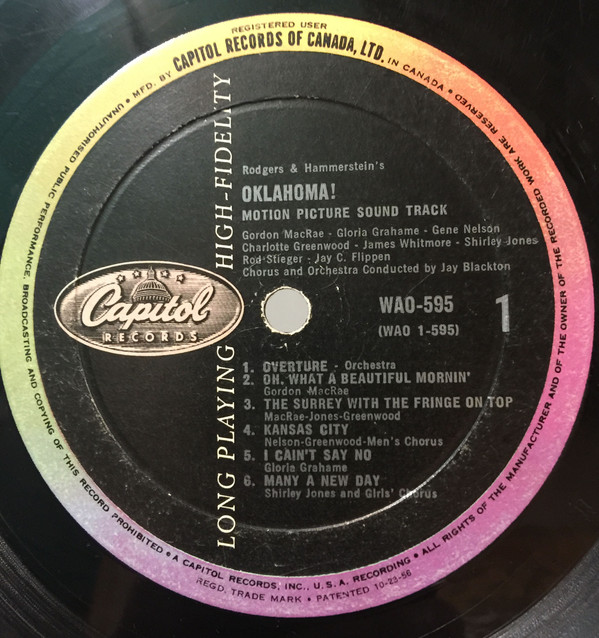 REGISTERED USER
• MFD. BY CAPITOL RECORDS OF CANADA, LTD. IN CANADA •
UNAUTHORISED PUBLIC PERFORMANCE, BROADCASTING AND COPYING OF THIS RECORD PROHIBITED • A CAPITOL RECORDS, INC., U.S.A. RECORDING • ALL RIGHTS OF THE MANUFACTURER AND OF THE OWNER OF THE RECORDED WORK ARE RESERVED.
REGD. TRADE MARK • PATENTED 10-23-56
LONG PLAYING HIGH-FIDELITY
Capitol
RECORDS
Rodgers & Hammerstein's
OKLAHOMA!
MOTION PICTURE SOUND TRACK
Gordon MacRae - Gloria Grahame - Gene Nelson
Charlotte Greenwood - James Whitmore - Shirley Jones
Rod Stieger - Jay C. Flippen
Chorus and Orchestra Conducted by Jay Blackton
WAO-595
(WAO 1-595)
1
1. OVERTURE - Orchestra
2. OH, WHAT A BEAUTIFUL MORNIN'
Gordon MacRae
3. THE SURREY WITH THE FRINGE ON TOP
MacRae-Jones-Greenwood
4. KANSAS CITY
Nelson-Greenwood-Men's Chorus
5. I CAIN'T SAY NO
Gloria Grahame
6. MANY A NEW DAY
Shirley Jones and Girls' Chorus